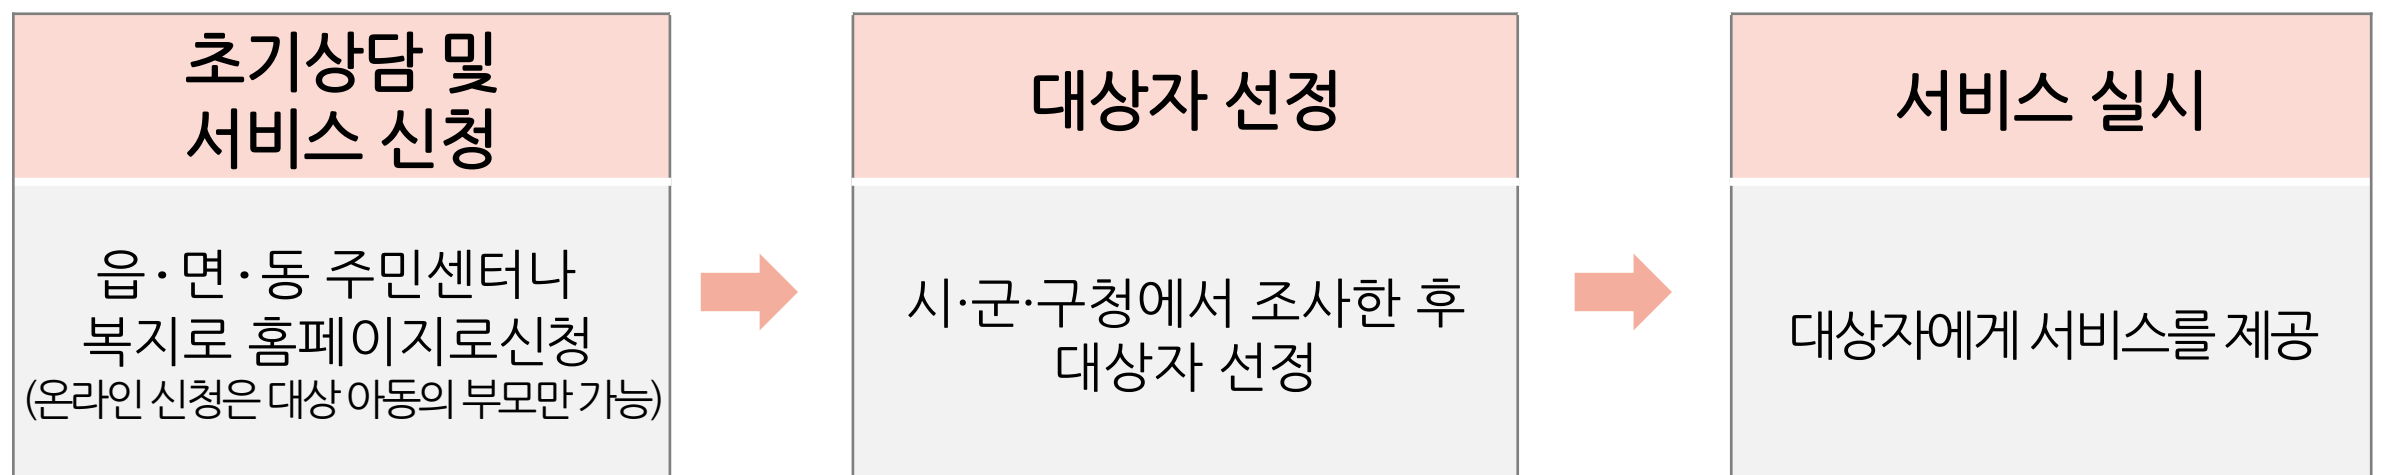 초기상담 및
서비스 신청
읍·면·동 주민센터나
복지로 홈페이지로신청
(온라인 신청은 대상 아동의 부모만 가능)
대상자 선정
시·군·구청에서 조사한 후
대상자 선정
서비스 실시
대상자에게 서비스를 제공